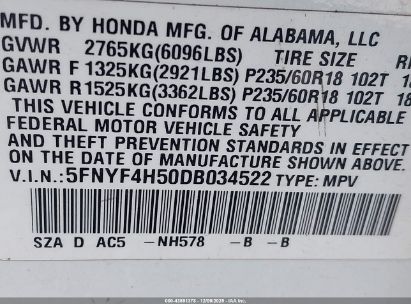 MFD. BY HONDA MFG. OF ALABAMA, LLC
GVWR 2765KG(6096LBS) TIRE SIZE
GAWR F 1325KG(2921LBS) P235/60R18 102T
GAWR R 1525KG(3362LBS) P235/60R18 102T
THIS VEHICLE CONFORMS TO ALL APPLICABLE
FEDERAL MOTOR VEHICLE SAFETY
AND THEFT PREVENTION STANDARDS IN EFFECT
ON THE DATE OF MANUFACTURE SHOWN ABOVE.
V.I.N.:5FNYF4H50DB034522 TYPE: MPV
SZA D AC5 -NH578 -B -B